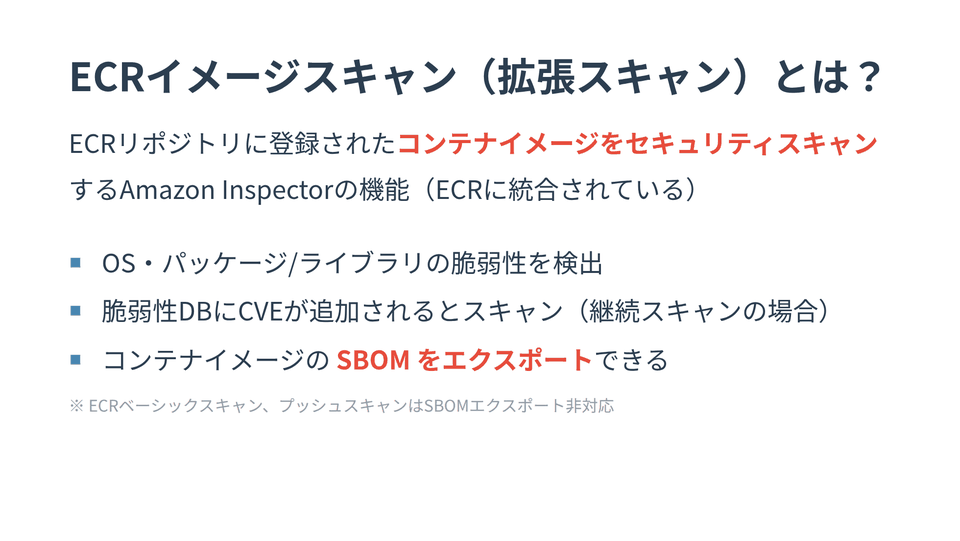 ECRイメージスキャン（拡張スキャン）とは？
ECRリポジトリに登録されたコンテナイメージをセキュリティスキャン
するAmazon Inspectorの機能（ECRに統合されている）
■ OS・パッケージ/ライブラリの脆弱性を検出
■ 脆弱性DBにCVEが追加されるとスキャン（継続スキャンの場合）
■ コンテナイメージの SBOM をエクスポートできる
※ ECRベーシックスキャン、プッシュスキャンはSBOMエクスポート非対応